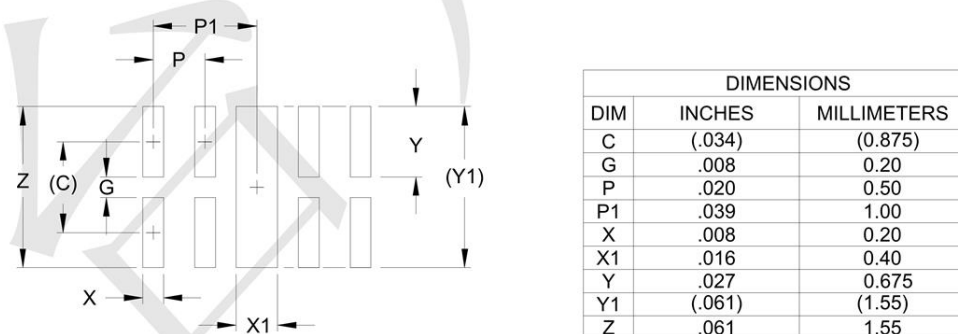 P1
P
Z
(C)
G
Y
(Y1)
X
X1
DIMENSIONS
DIM INCHES MILLIMETERS
C (.034) (0.875)
G .008 0.20
P .020 0.50
P1 .039 1.00
X .008 0.20
X1 .016 0.40
Y .027 0.675
Y1 (.061) (1.55)
Z .061 1.55